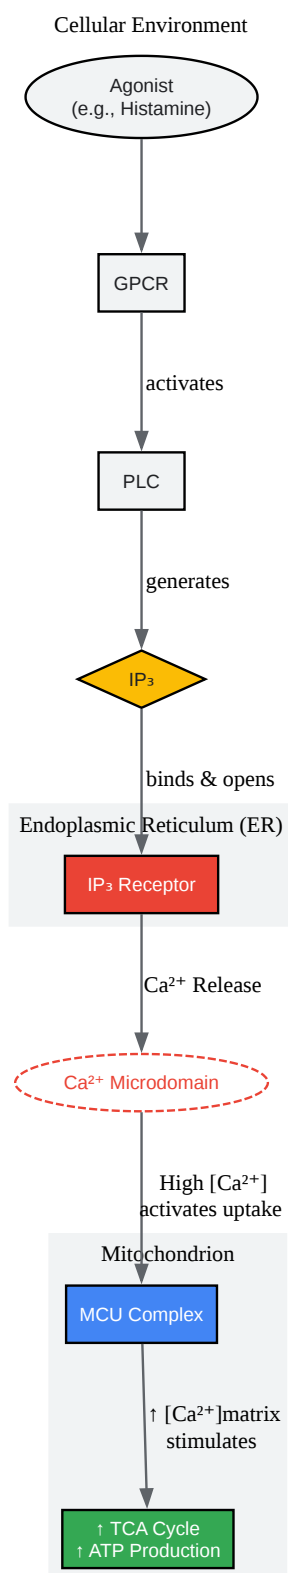 Cellular Environment
Agonist
(e.g., Histamine)
GPCR
activates
PLC
generates
IP₃
binds & opens
Endoplasmic Reticulum (ER)
IP₃ Receptor
Ca²⁺ Release
Ca²⁺ Microdomain
High [Ca²⁺]
activates uptake
Mitochondrion
MCU Complex
↑ [Ca²⁺]matrix
stimulates
↑ TCA Cycle
↑ ATP Production